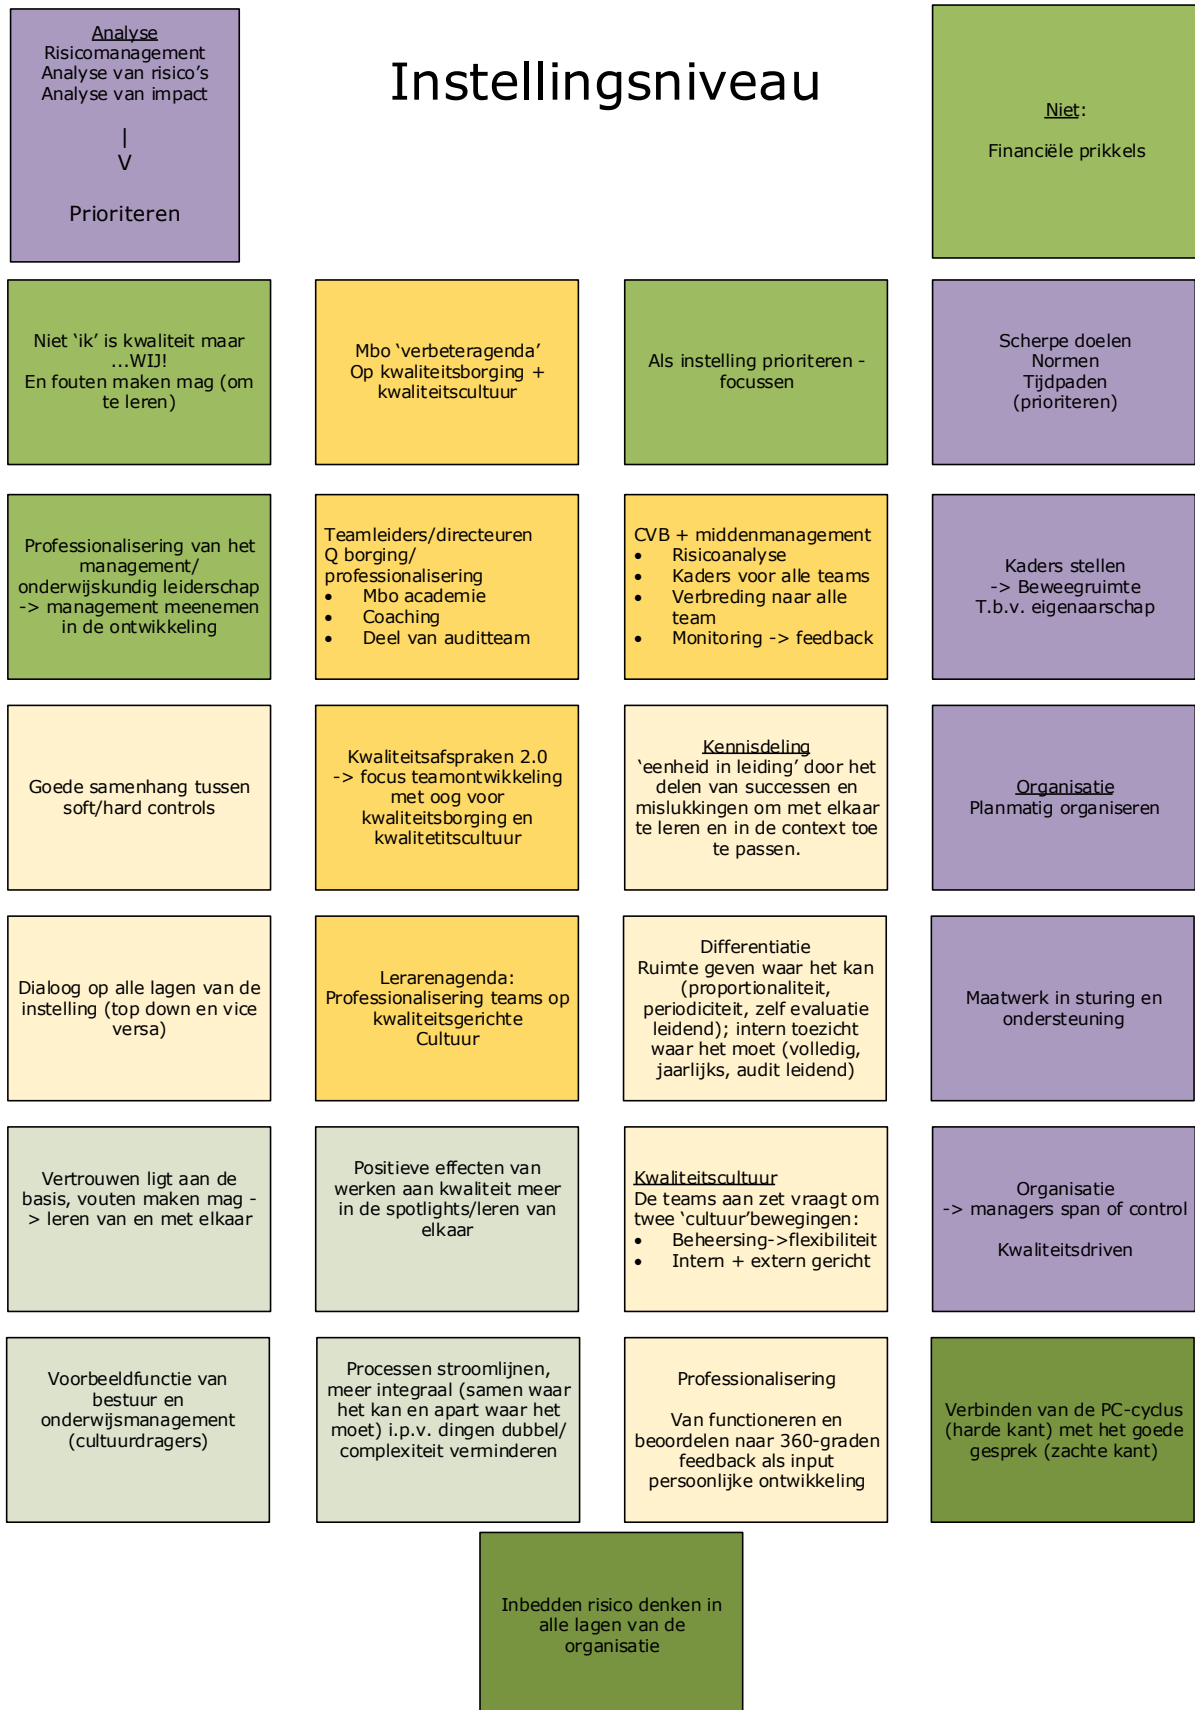 Analyse
Risicomanagement
Analyse van risico's
Analyse van impact
|
V
Prioriteren
Instellingsniveau
Niet:
Financiële prikkels
Niet ‘ik’ is kwaliteit maar
...WIJ!
En fouten maken mag (om
te leren)
Mbo ‘verbeteragenda’
Op kwaliteitsborging +
kwaliteitscultuur
Als instelling prioriteren -
focussen
Scherpe doelen
Normen
Tijdpaden
(prioriteren)
Professionalisering van het
management/
onderwijskundig leiderschap
-> management meenemen
in de ontwikkeling
Teamleiders/directeuren
Q borging/
professionalisering
• Mbo academie
• Coaching
• Deel van auditteam
CVB + middenmanagement
• Risicoanalyse
• Kaders voor alle teams
• Verbreding naar alle
team
• Monitoring -> feedback
Kaders stellen
-> Beweegruimte
T.b.v. eigenaarschap
Goede samenhang tussen
soft/hard controls
Kwaliteitsafspraken 2.0
-> focus teamontwikkeling
met oog voor
kwaliteitsborging en
kwalitetitscultuur
Kennisdeling
‘eenheid in leiding’ door het
delen van successen en
mislukkingen om met elkaar
te leren en in de context toe
te passen.
Organisatie
Planmatig organiseren
Dialoog op alle lagen van de
instelling (top down en vice
versa)
Lerarenagenda:
Professionalisering teams op
kwaliteitsgerichte
Cultuur
Differentiatie
Ruimte geven waar het kan
(proportionaliteit,
periodiciteit, zelf evaluatie
leidend); intern toezicht
waar het moet (volledig,
jaarlijks, audit leidend)
Maatwerk in sturing en
ondersteuning
Vertrouwen ligt aan de
basis, vouten maken mag -
> leren van en met elkaar
Positieve effecten van
werken aan kwaliteit meer
in de spotlights/leren van
elkaar
Kwaliteitscultuur
De teams aan zet vraagt om
twee ‘cultuur’bewegingen:
• Beheersing->flexibiliteit
• Intern + extern gericht
Organisatie
-> managers span of control
Kwaliteitsdriven
Voorbeeldfunctie van
bestuur en
onderwijsmanagement
(cultuurdragers)
Processen stroomlijnen,
meer integraal (samen waar
het kan en apart waar het
moet) i.p.v. dingen dubbel/
complexiteit verminderen
Professionalisering
Van functioneren en
beoordelen naar 360-graden
feedback als input
persoonlijke ontwikkeling
Verbinden van de PC-cyclus
(harde kant) met het goede
gesprek (zachte kant)
Inbedden risico denken in
alle lagen van de
organisatie